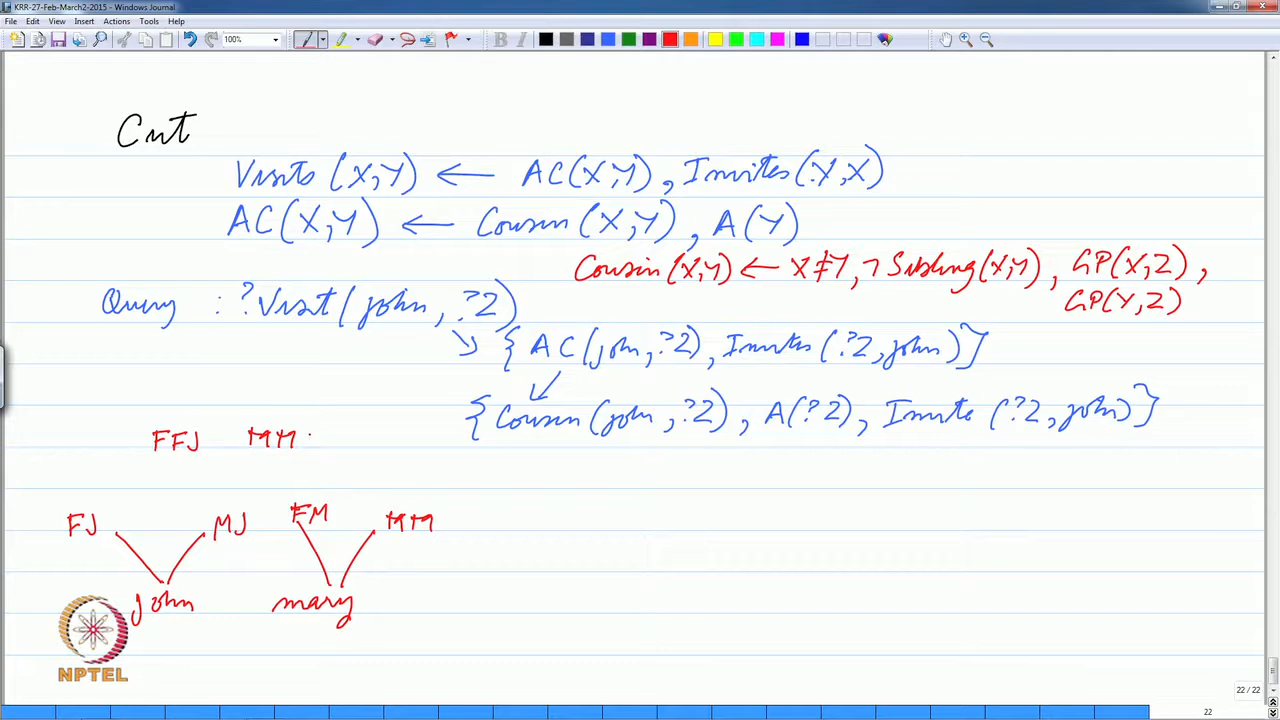 KRR-27-Feb-March2-2015 - Windows Journal
File Edit View Insert Actions Tools Help
100%
Cut
Visits (X,Y) ← AC(X,Y), Invites(Y,X)
AC(X,Y) ← Cousin (X,Y), A(Y)
Cousin (X,Y) ← X≠Y, ¬Sibling(X,Y), GP(X,Z),
GP(Y,Z)
Query : ?Visit(john, ?Z)
{AC(john,?Z), Invites(?Z,john)}
{Cousin(john,?Z), A(?Z), Invite(?Z,john)}
FFJ MM
FJ MJ FM MM
john mary
NPTEL
22 / 22
22